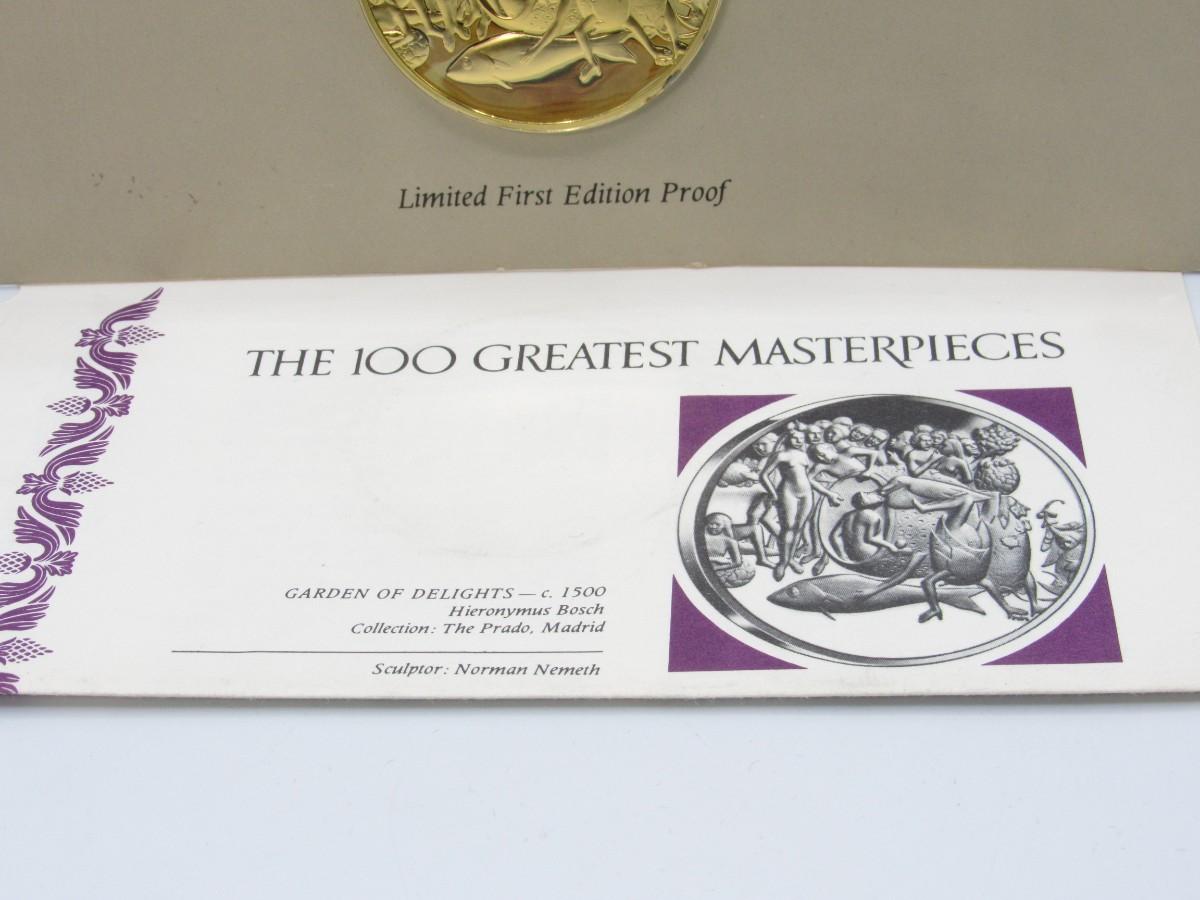 Limited First Edition Proof
THE 100 GREATEST MASTERPIECES
GARDEN OF DELIGHTS — c. 1500
Hieronymus Bosch
Collection: The Prado, Madrid
Sculptor: Norman Nemeth